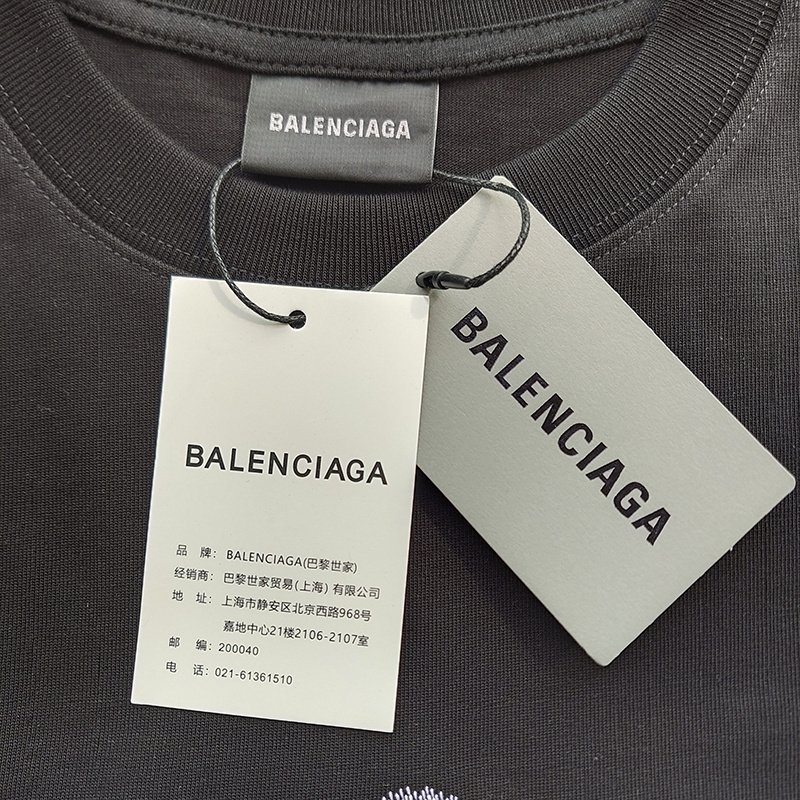 BALENCIAGA
BALENCIAGA
BALENCIAGA
品 牌：BALENCIAGA(巴黎世家)
经销商：巴黎世家贸易(上海)有限公司
地 址：上海市静安区北京西路968号
嘉地中心21楼2106-2107室
邮 编：200040
电 话：021-61361510